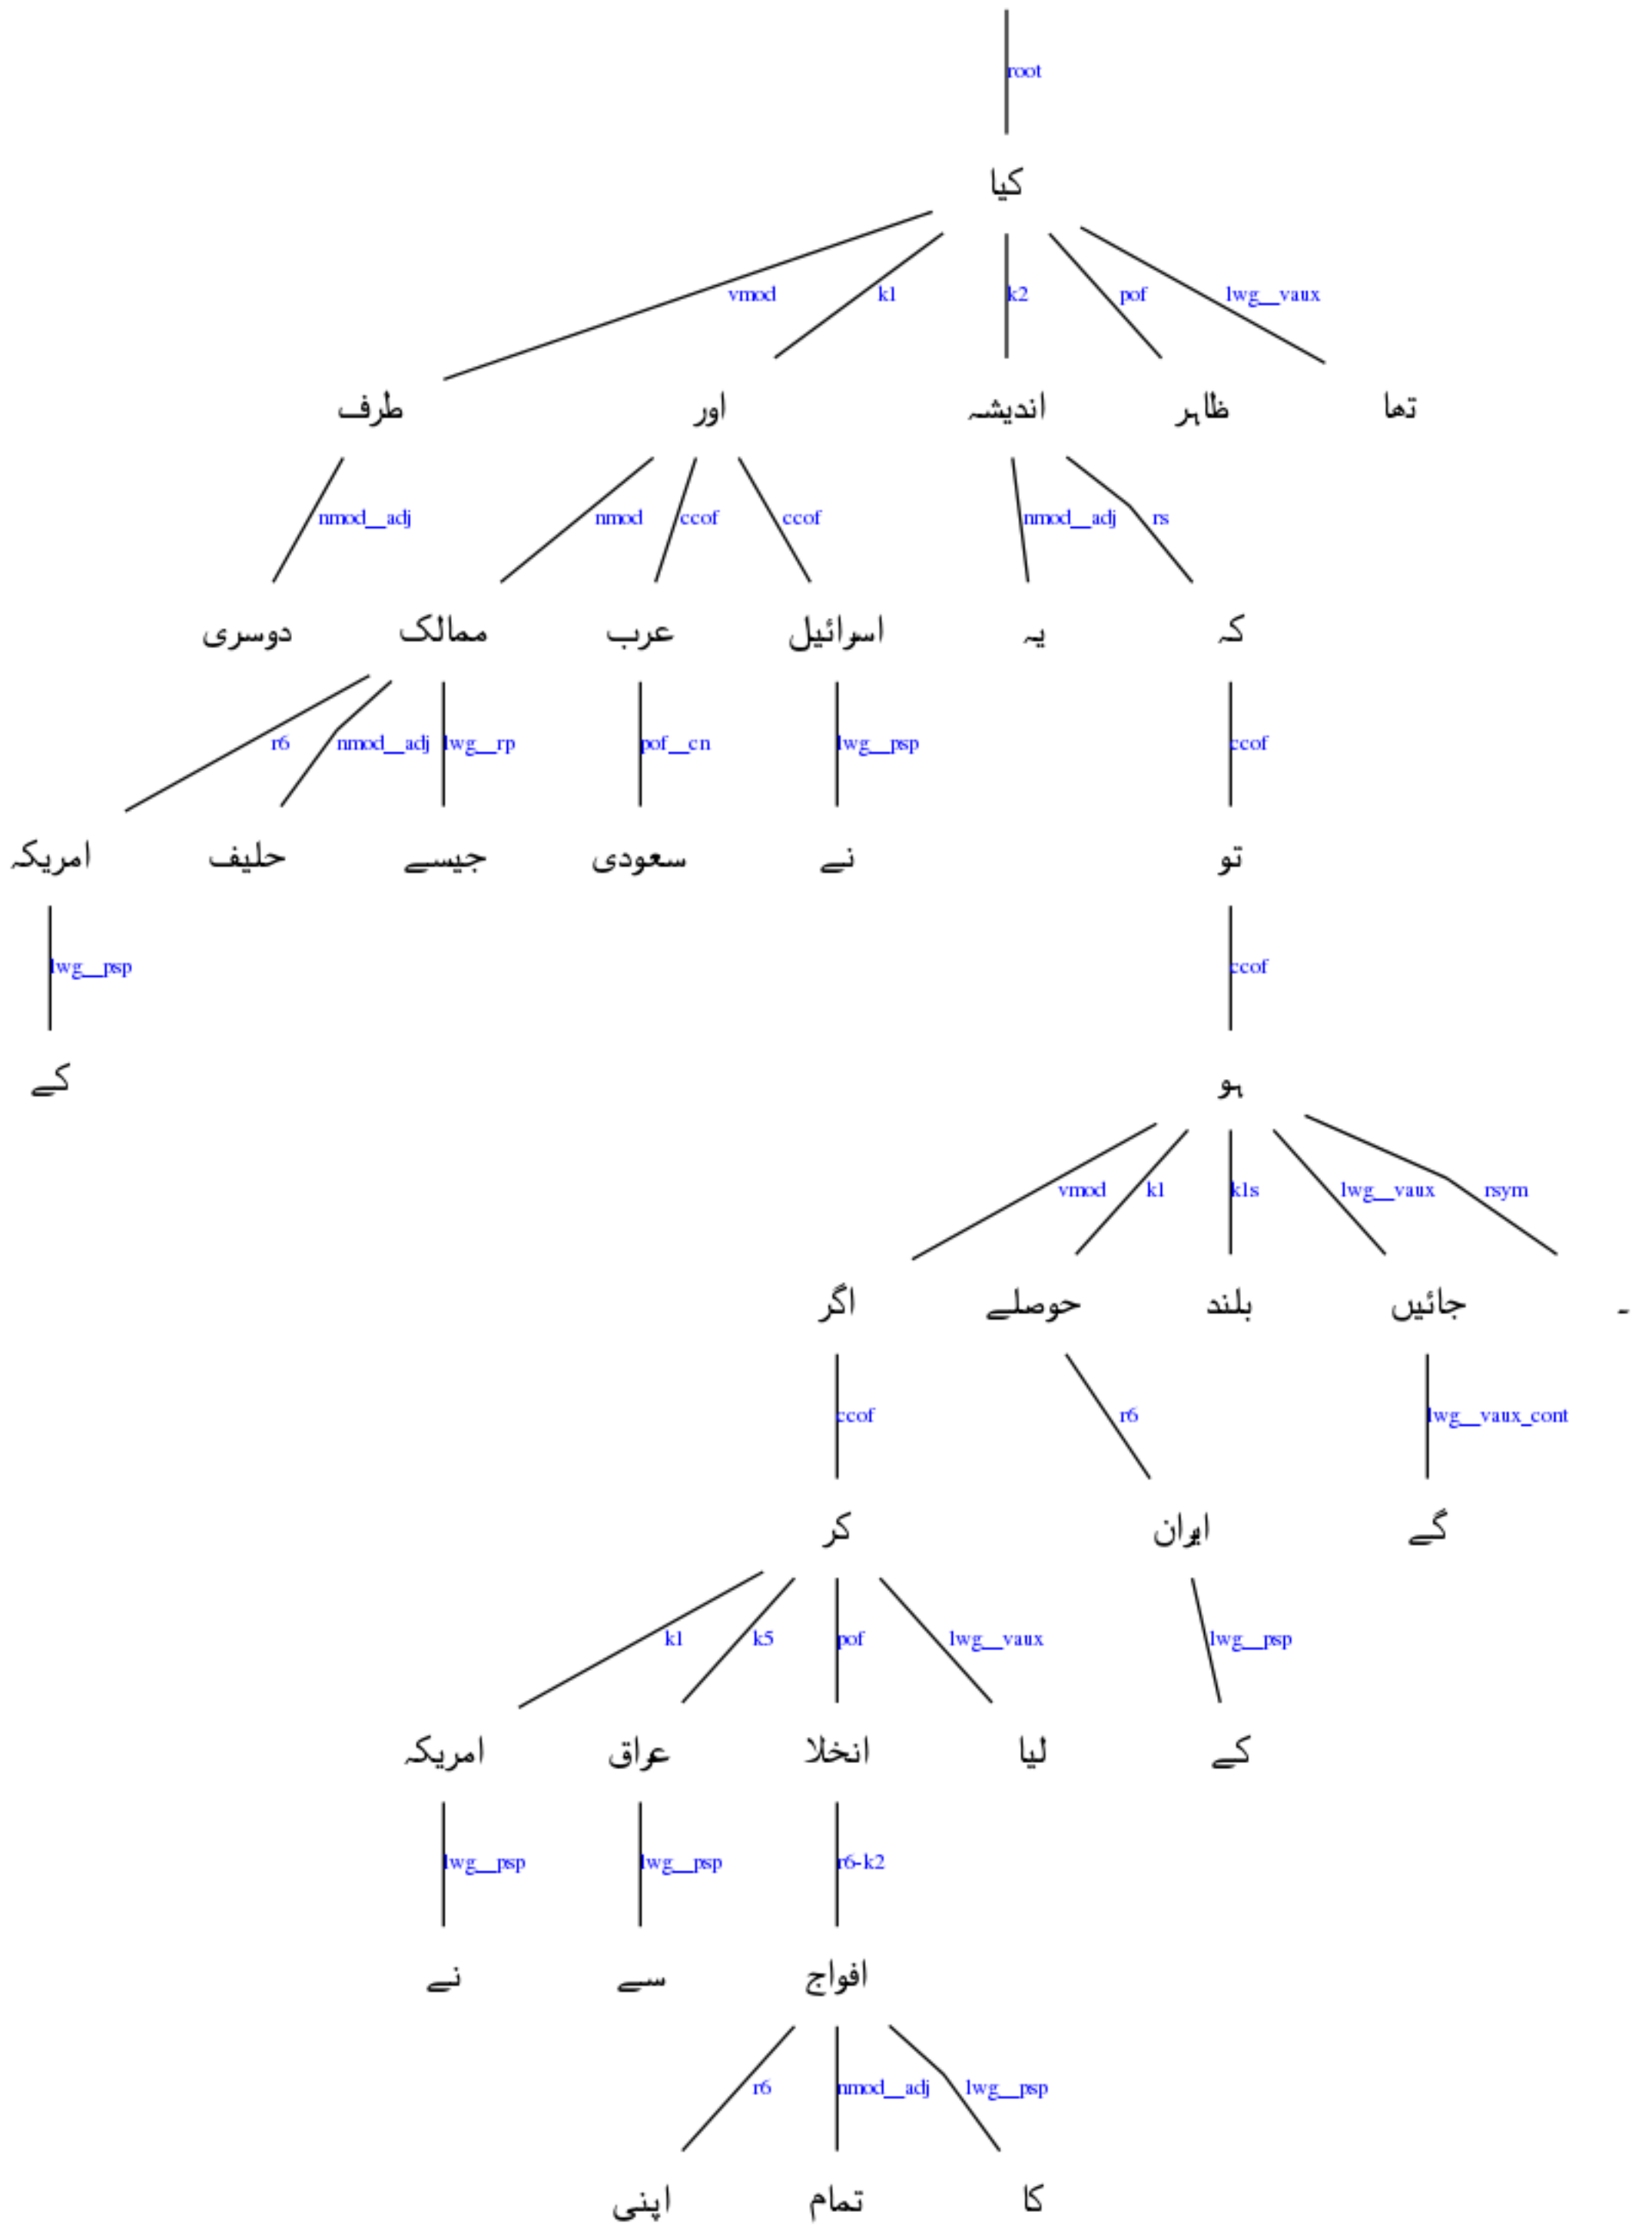 root
کیا
vmod k1 k2 pof lwg__vaux
طرف اور اندیشہ ظاہر تھا
nmod__adj nmod ccof ccof nmod__adj rs
دوسری ممالک عرب اسرائیل یہ کہ
r6 nmod__adj lwg__rp pof__cn lwg__psp ccof
امریکہ حلیف جیسے سعودی نے تو
lwg__psp ccof
کے ہو
vmod k1 k1s lwg__vaux rsym
اگر حوصلے بلند جائیں ۔
ccof r6 lwg__vaux_cont
کر ایران گے
k1 k5 pof lwg__vaux lwg__psp
امریکہ عراق انخلا لیا کے
lwg__psp lwg__psp r6-k2
نے سے افواج
r6 nmod__adj lwg__psp
اپنی تمام کا